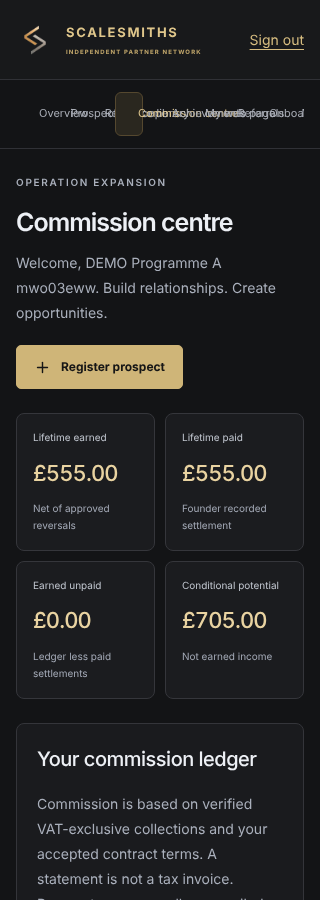 SCALESMITHS
INDEPENDENT PARTNER NETWORK
Sign out
Overview
OPERATION EXPANSION
Commission centre
Welcome, DEMO Programme A
mwo03eww. Build relationships. Create
opportunities.
Register prospect
Lifetime earned
£555.00
Net of approved
reversals
Lifetime paid
£555.00
Founder recorded
settlement
Earned unpaid
£0.00
Ledger less paid
settlements
Conditional potential
£705.00
Not earned income
Your commission ledger
Commission is based on verified
VAT-exclusive collections and your
accepted contract terms. A
statement is not a tax invoice.